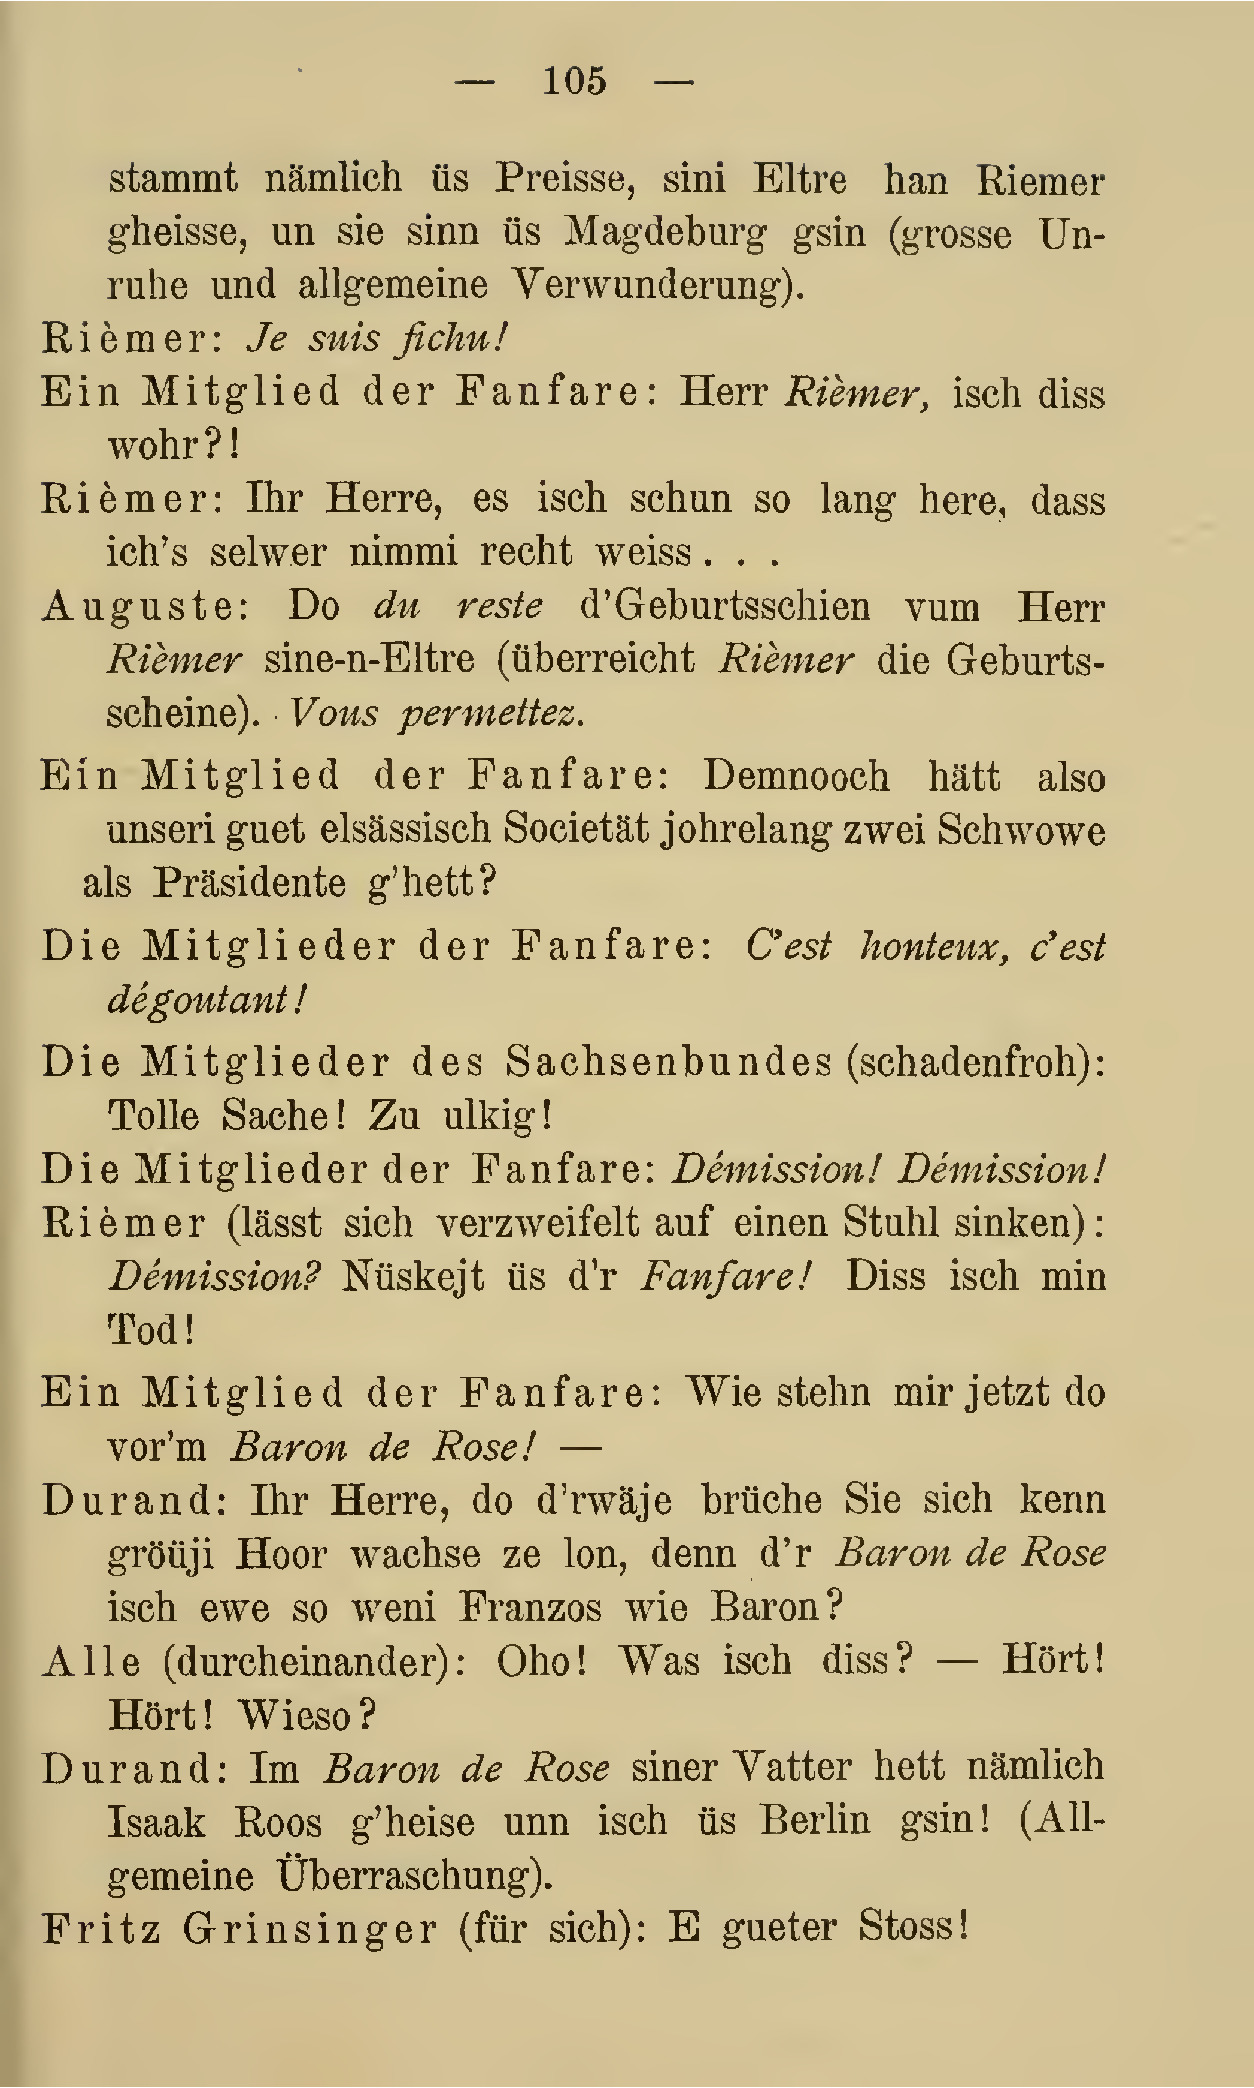 — 105 —
stammt nämlich üs Preisse, sini Eltre han Riemer
gheisse, un sie sinn üs Magdeburg gsin (grosse Un-
ruhe und allgemeine Verwunderung).
Rièmer: Je suis fichu!
Ein Mitglied der Fanfare: Herr Rièmer, isch diss
wohr?!
Rièmer: Ihr Herre, es isch schun so lang here, dass
ich's selwer nimmi recht weiss . . .
Auguste: Do du reste d'Geburtsschien vum Herr
Rièmer sine-n-Eltre (überreicht Rièmer die Geburts-
scheine). Vous permettez.
Ein Mitglied der Fanfare: Demnooch hätt also
unseri guet elsässisch Societät johrelang zwei Schwowe
als Präsidente g'hett?
Die Mitglieder der Fanfare: C'est honteux, c'est
dégoutant!
Die Mitglieder des Sachsenbundes (schadenfroh):
Tolle Sache! Zu ulkig!
Die Mitglieder der Fanfare: Démission! Démission!
Rièmer (lässt sich verzweifelt auf einen Stuhl sinken):
Démission? Nüskejt üs d'r Fanfare! Diss isch min
Tod!
Ein Mitglied der Fanfare: Wie stehn mir jetzt do
vor'm Baron de Rose! —
Durand: Ihr Herre, do d'rwäje brüche Sie sich kenn
gröüji Hoor wachse ze lon, denn d'r Baron de Rose
isch ewe so weni Franzos wie Baron?
Alle (durcheinander): Oho! Was isch diss? — Hört!
Hört! Wieso?
Durand: Im Baron de Rose siner Vatter hett nämlich
Isaak Roos g'heise unn isch üs Berlin gsin! (All-
gemeine Überraschung).
Fritz Grinsinger (für sich): E gueter Stoss!